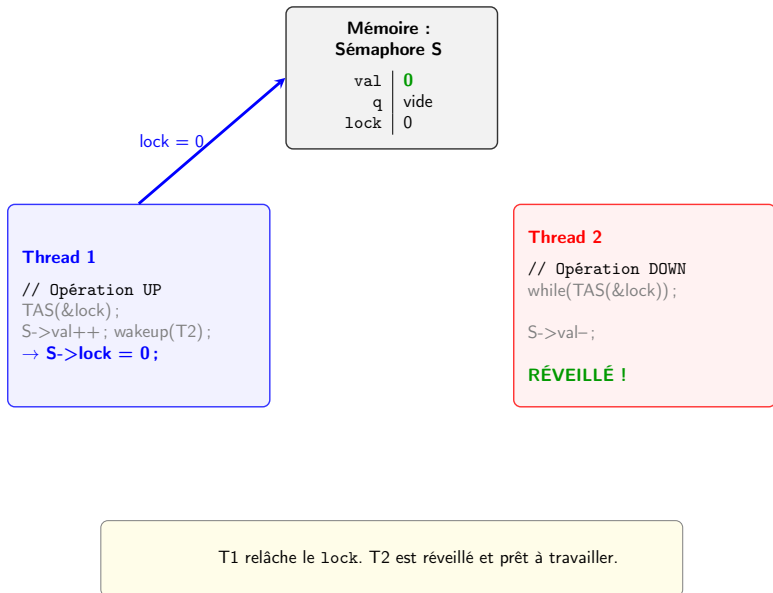 Mémoire :
Sémaphore S
val 0
q vide
lock 0
lock = 0
Thread 1
// Opération UP
TAS(&lock) ;
S->val++ ; wakeup(T2) ;
→ S->lock = 0 ;
Thread 2
// Opération DOWN
while(TAS(&lock)) ;
S->val– ;
RÉVEILLÉ !
T1 relâche le lock. T2 est réveillé et prêt à travailler.